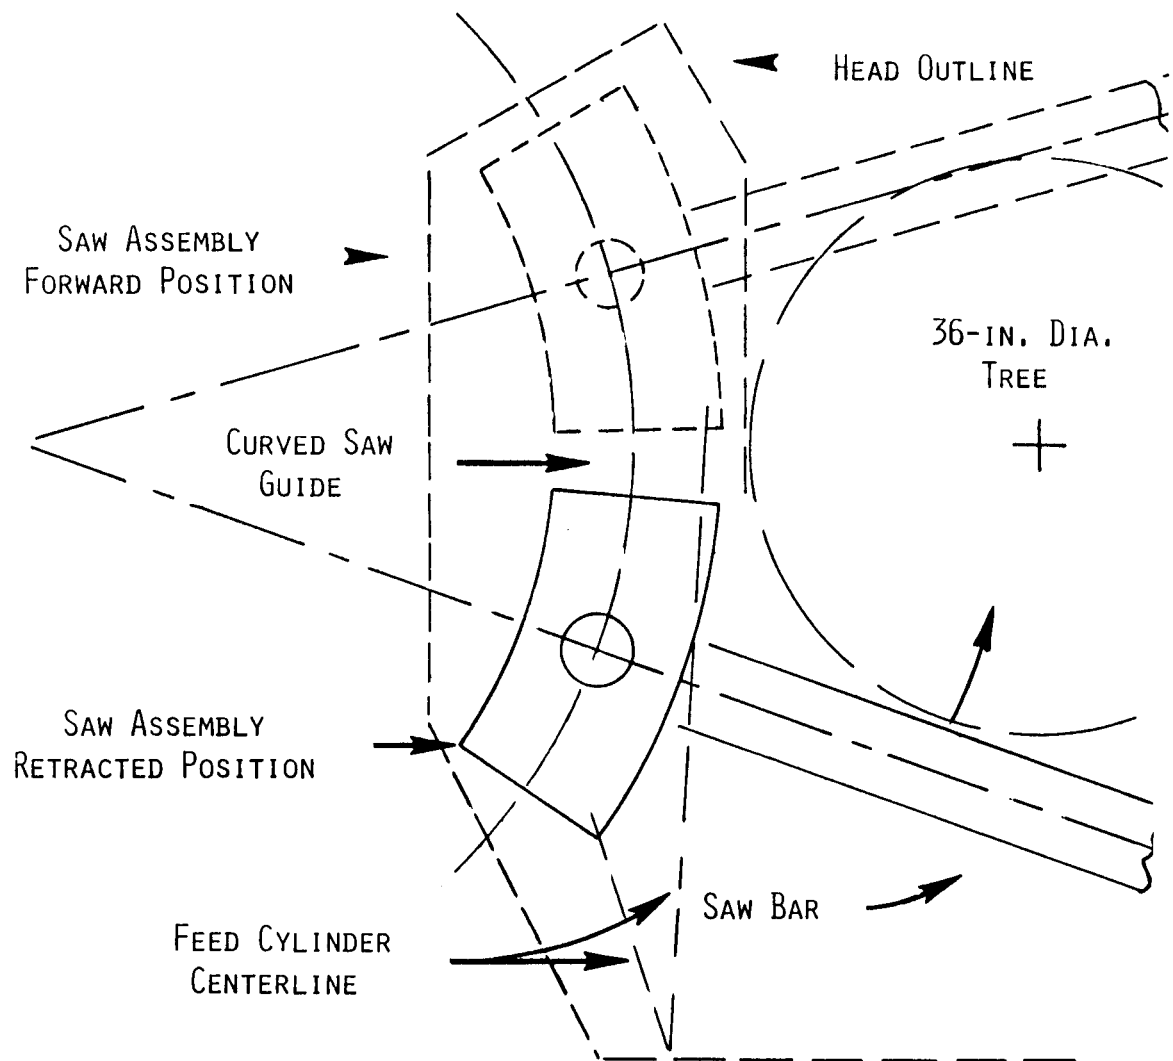 HEAD OUTLINE
SAW ASSEMBLY
FORWARD POSITION
36-IN. DIA.
TREE
CURVED SAW
GUIDE
SAW ASSEMBLY
RETRACTED POSITION
SAW BAR
FEED CYLINDER
CENTERLINE